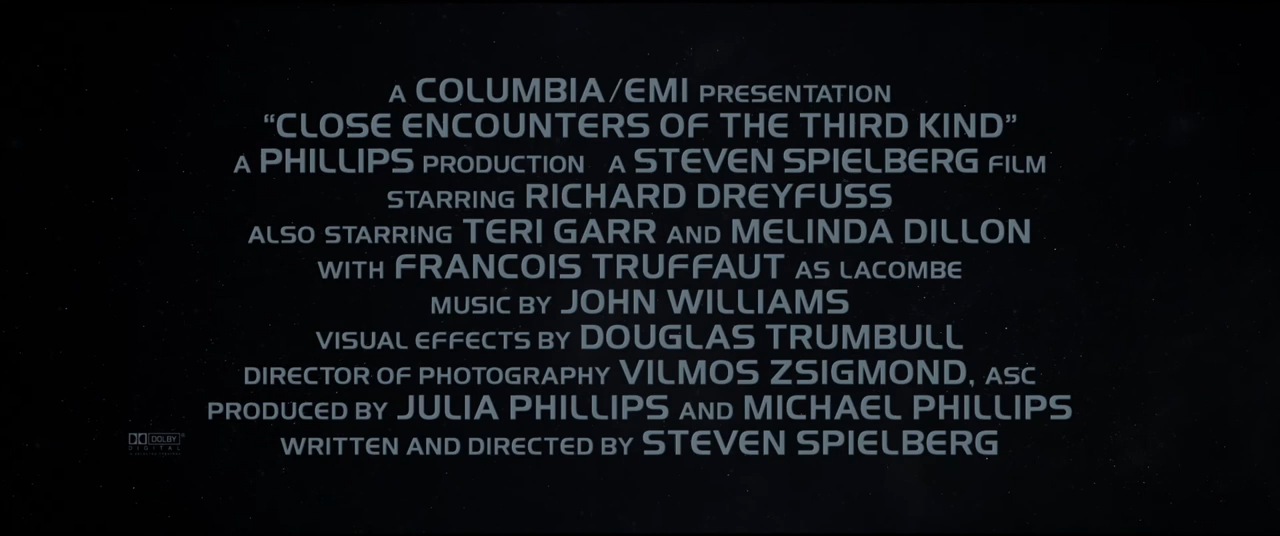 A COLUMBIA/EMI PRESENTATION
“CLOSE ENCOUNTERS OF THE THIRD KIND”
A PHILLIPS PRODUCTION A STEVEN SPIELBERG FILM
STARRING RICHARD DREYFUSS
ALSO STARRING TERI GARR AND MELINDA DILLON
WITH FRANCOIS TRUFFAUT AS LACOMBE
MUSIC BY JOHN WILLIAMS
VISUAL EFFECTS BY DOUGLAS TRUMBULL
DIRECTOR OF PHOTOGRAPHY VILMOS ZSIGMOND, ASC
PRODUCED BY JULIA PHILLIPS AND MICHAEL PHILLIPS
WRITTEN AND DIRECTED BY STEVEN SPIELBERG
DOLBY
DIGITAL